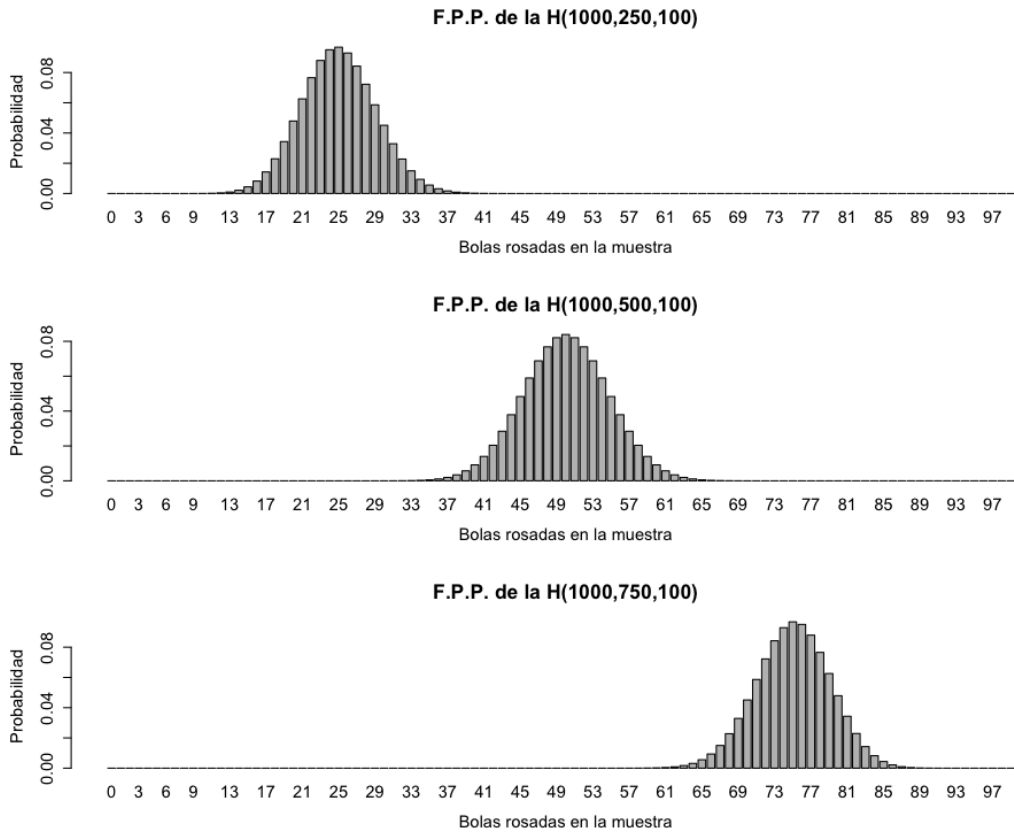 F.P.P. de la H(1000,250,100)
Probabilidad
0.00 0.04 0.08
0 3 6 9 13 17 21 25 29 33 37 41 45 49 53 57 61 65 69 73 77 81 85 89 93 97
Bolas rosadas en la muestra
F.P.P. de la H(1000,500,100)
Probabilidad
0.00 0.04 0.08
0 3 6 9 13 17 21 25 29 33 37 41 45 49 53 57 61 65 69 73 77 81 85 89 93 97
Bolas rosadas en la muestra
F.P.P. de la H(1000,750,100)
Probabilidad
0.00 0.04 0.08
0 3 6 9 13 17 21 25 29 33 37 41 45 49 53 57 61 65 69 73 77 81 85 89 93 97
Bolas rosadas en la muestra